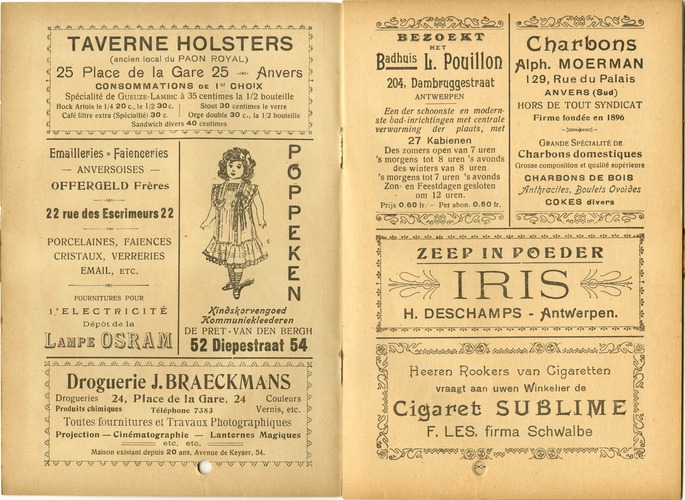 TAVERNE HOLSTERS
(ancien local du PAON ROYAL)
25 Place de la Gare 25 Anvers
CONSOMMATIONS DE 1er CHOIX
Spécialité de GUEUZE-LAMBIC à 35 centimes la 1/2 bouteille
Bock Artois le 1/4 20 c., le 1/2 30 c. Stout 30 centimes le verre
Café filtre extra (Spécialité) 30 c. Orge double 30 c., la 1/2 bouteille
Sandwich divers 40 centimes
Emailleries = Faienceries
— ANVERSOISES —
OFFERGELD Frères
22 rue des Escrimeurs 22
PORCELAINES, FAIENCES
CRISTAUX, VERRERIES
EMAIL, ETC.
FOURNITURES POUR
L'ELECTRICITÉ
Dépôt de la
LAMPE OSRAM
POPPEKEN
Kindskorvengoed
Kommuniekleederen
DE PRET-VAN DEN BERGH
52 Diepestraat 54
Droguerie J. BRAECKMANS
Drogueries 24, Place de la Gare, 24 Couleurs
Produits chimiques Téléphone 7383 Vernis, etc.
Toutes fournitures et Travaux Photographiques
Projection — Cinématographie — Lanternes Magiques
etc. etc.
Maison existant depuis 20 ans, Avenue de Keyser, 54.
BEZOEKT
HET
Badhuis L. Pouillon
204, Dambruggestraat
ANTWERPEN
Een der schoonste en modern-
ste bad-inrichtingen met centrale
verwarming der plaats, met
27 Kabienen
Des zomers open van 7 uren
's morgens tot 8 uren 's avonds
des winters van 8 uren
's morgens tot 7 uren 's avonds
Zon- en Feestdagen gesloten
om 12 uren.
Prijs 0.60 fr. — Per abon. 0.50 fr.
Charbons
Alph. MOERMAN
129, Rue du Palais
ANVERS (Sud)
HORS DE TOUT SYNDICAT
Firme fondée en 1896
GRANDE SPÉCIALITÉ DE
Charbons domestiques
Grosse composition et qualité supérieure
CHARBONS DE BOIS
Anthracites, Boulets Ovoïdes
COKES divers
ZEEP IN POEDER
IRIS
H. DESCHAMPS - Antwerpen.
Heeren Rookers van Cigaretten
vraagt aan uwen Winkelier de
Cigaret SUBLIME
F. LES, firma Schwalbe